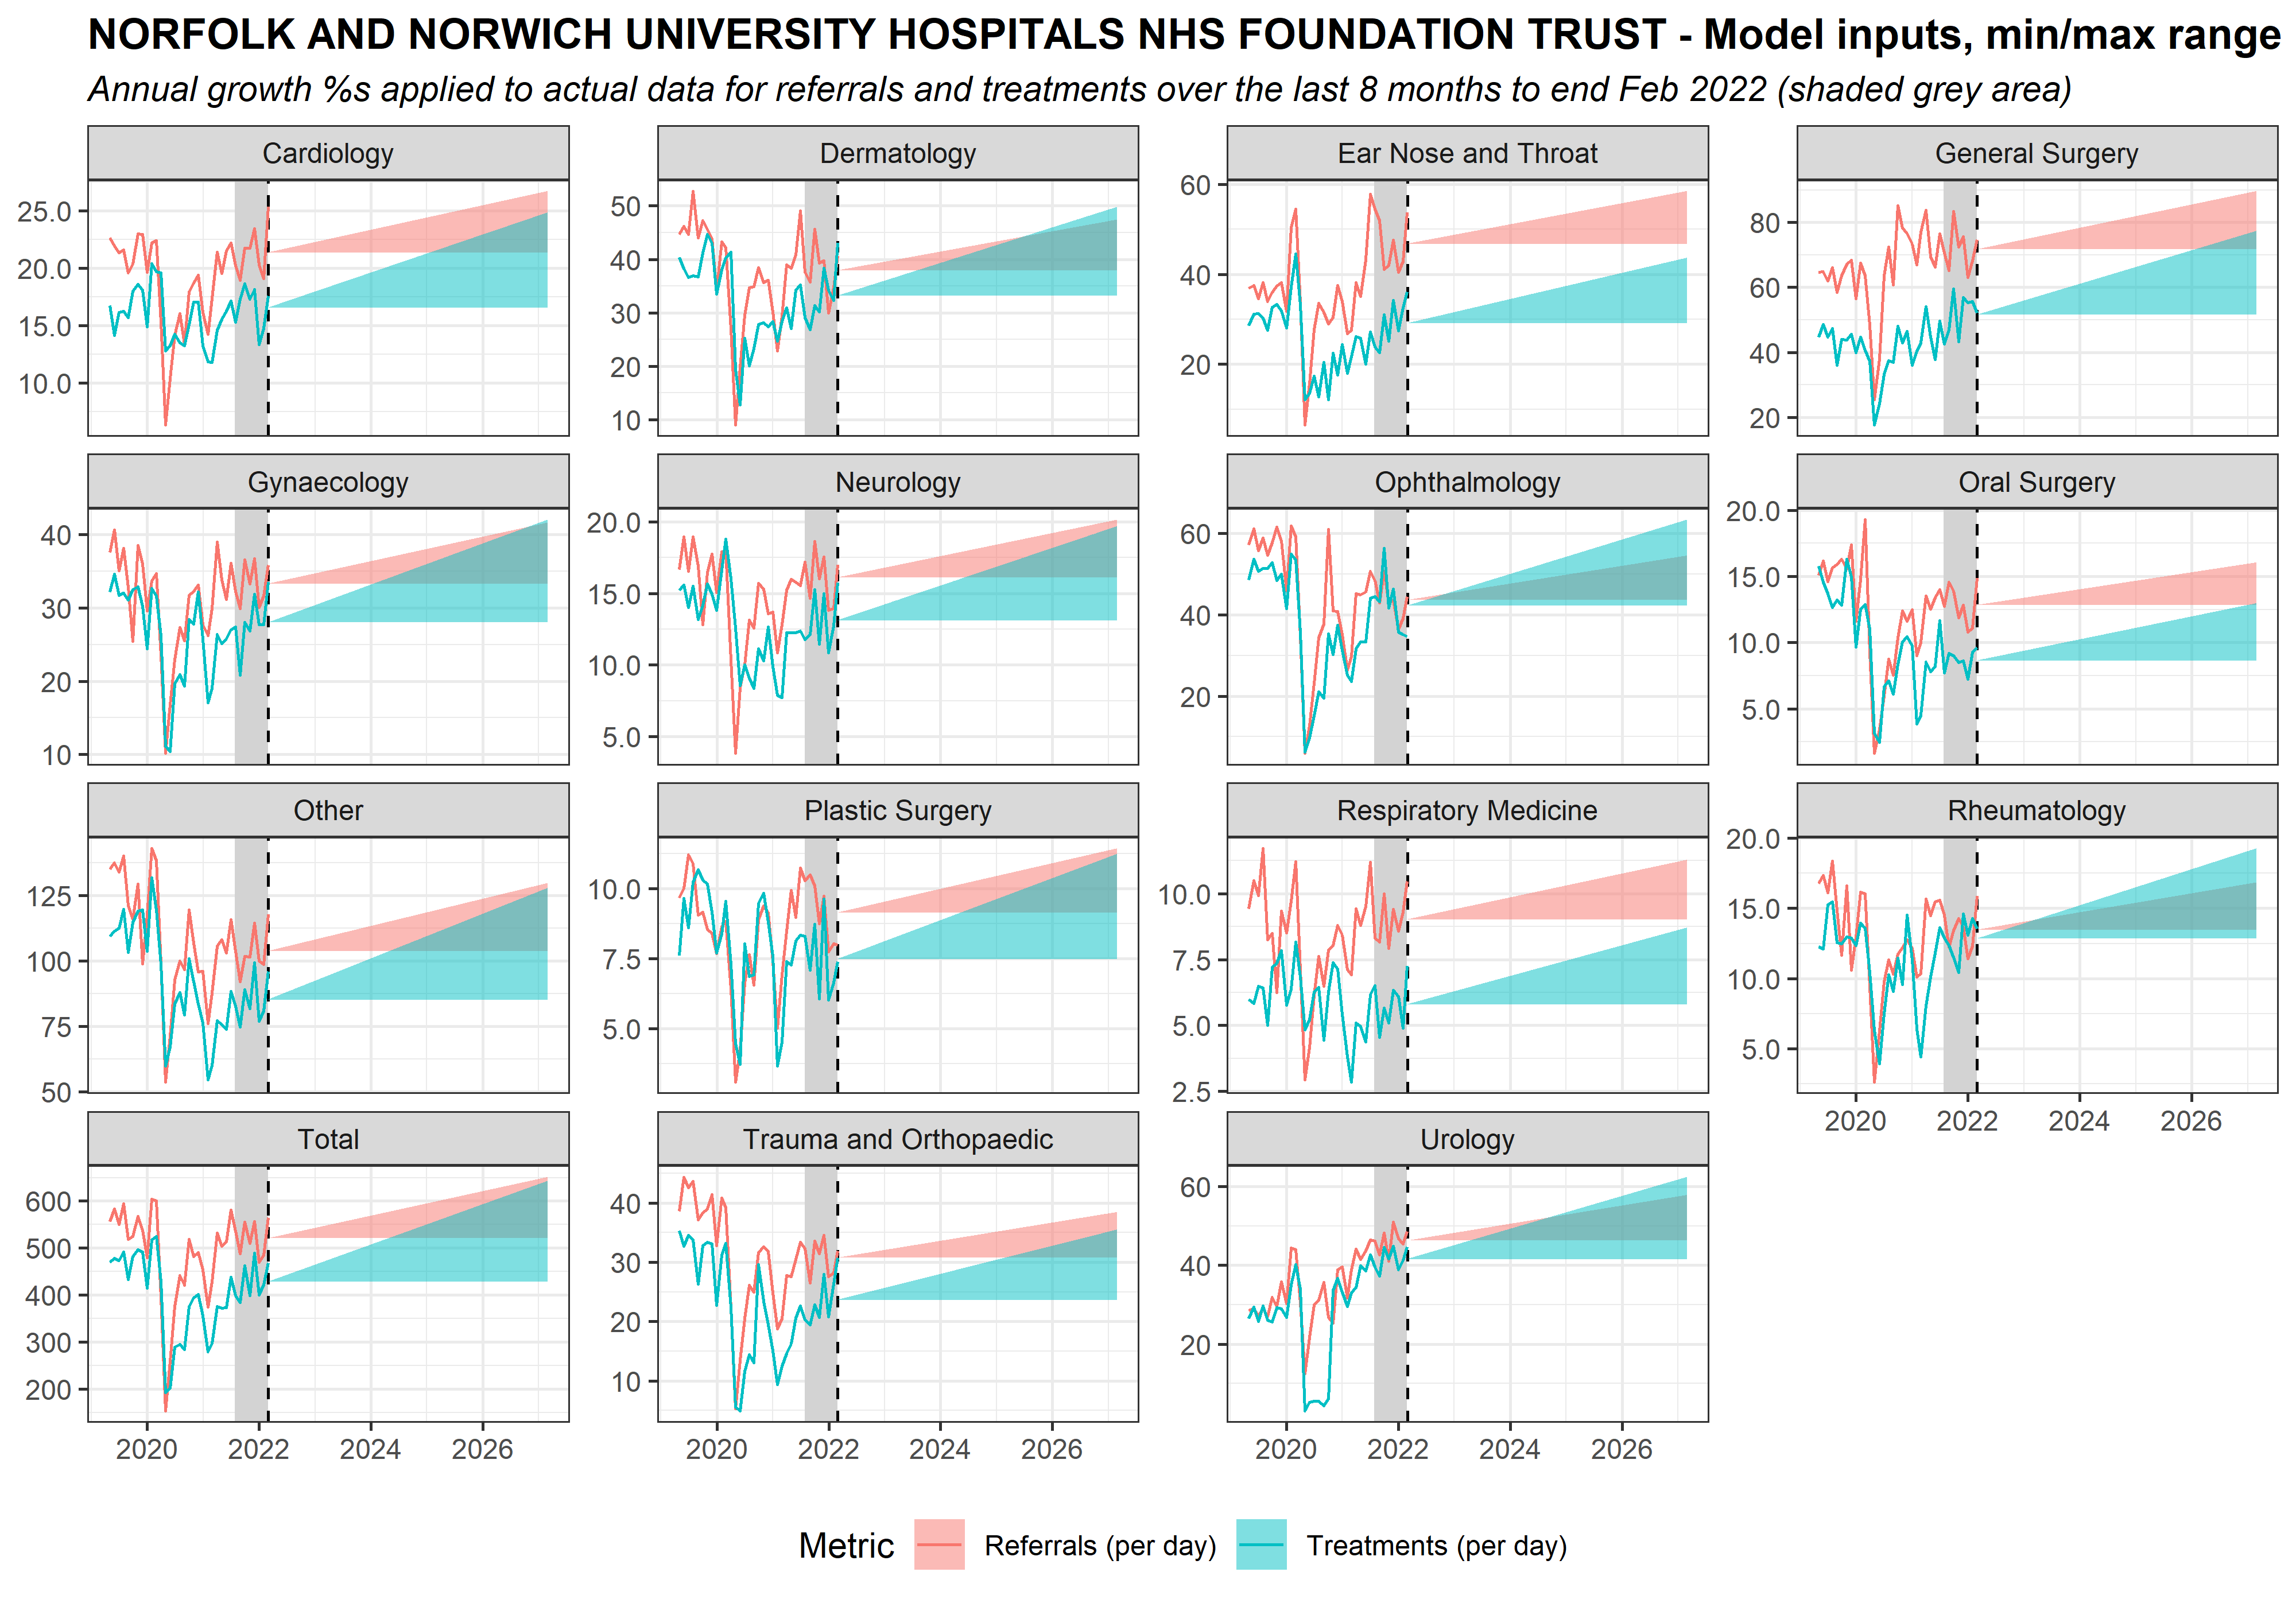 NORFOLK AND NORWICH UNIVERSITY HOSPITALS NHS FOUNDATION TRUST - Model inputs, min/max range
Annual growth %s applied to actual data for referrals and treatments over the last 8 months to end Feb 2022 (shaded grey area)
Cardiology
25.0
20.0
15.0
10.0
Dermatology
50
40
30
20
10
Ear Nose and Throat
60
40
20
General Surgery
80
60
40
20
Gynaecology
40
30
20
10
Neurology
20.0
15.0
10.0
5.0
Ophthalmology
60
40
20
Oral Surgery
20.0
15.0
10.0
5.0
Other
125
100
75
50
Plastic Surgery
10.0
7.5
5.0
Respiratory Medicine
10.0
7.5
5.0
2.5
Rheumatology
20.0
15.0
10.0
5.0
2020 2022 2024 2026
Total
600
500
400
300
200
2020 2022 2024 2026
Trauma and Orthopaedic
40
30
20
10
2020 2022 2024 2026
Urology
60
40
20
2020 2022 2024 2026
Metric Referrals (per day) Treatments (per day)